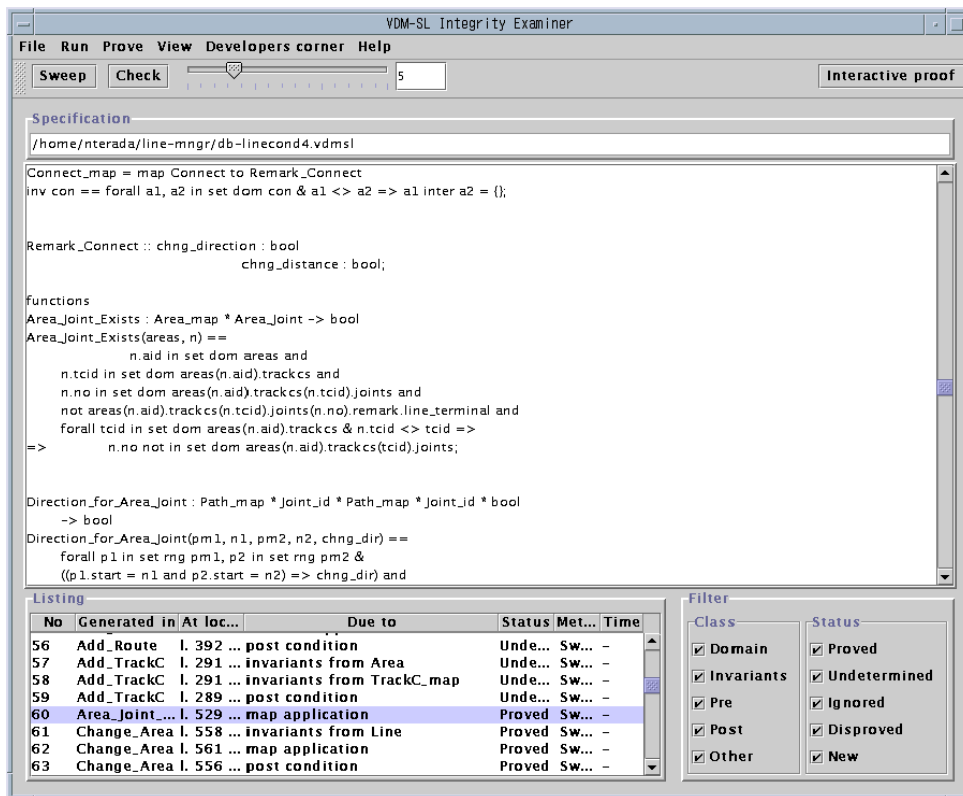 VDM-SL Integrity Examiner
File Run Prove View Developers corner Help
Sweep Check 5 Interactive proof
Specification
/home/nterada/line-mngr/db-linecond4.vdmsl
Connect_map = map Connect to Remark_Connect
inv con == forall a1, a2 in set dom con & a1 <> a2 => a1 inter a2 = {};
Remark_Connect :: chng_direction : bool
chng_distance : bool;
functions
Area_Joint_Exists : Area_map * Area_Joint -> bool
Area_Joint_Exists(areas, n) ==
n.aid in set dom areas and
n.tcid in set dom areas(n.aid).trackcs and
n.no in set dom areas(n.aid).trackcs(n.tcid).joints and
not areas(n.aid).trackcs(n.tcid).joints(n.no).remark.line_terminal and
forall tcid in set dom areas(n.aid).trackcs & n.tcid <> tcid =>
=> n.no not in set dom areas(n.aid).trackcs(tcid).joints;
Direction_for_Area_Joint : Path_map * Joint_id * Path_map * Joint_id * bool
-> bool
Direction_for_Area_Joint(pm1, n1, pm2, n2, chng_dir) ==
forall p1 in set rng pm1, p2 in set rng pm2 &
((p1.start = n1 and p2.start = n2) => chng_dir) and
Listing
No Generated in At loc... Due to Status Met... Time
56 Add_Route l. 392 ... post condition Unde... Sw... –
57 Add_TrackC l. 291 ... invariants from Area Unde... Sw... –
58 Add_TrackC l. 291 ... invariants from TrackC_map Unde... Sw... –
59 Add_TrackC l. 289 ... post condition Unde... Sw... –
60 Area_Joint_... l. 529 ... map application Proved Sw... –
61 Change_Area l. 558 ... invariants from Line Proved Sw... –
62 Change_Area l. 561 ... map application Proved Sw... –
63 Change_Area l. 556 ... post condition Proved Sw... –
Filter
Class
Domain
Invariants
Pre
Post
Other
Status
Proved
Undetermined
Ignored
Disproved
New